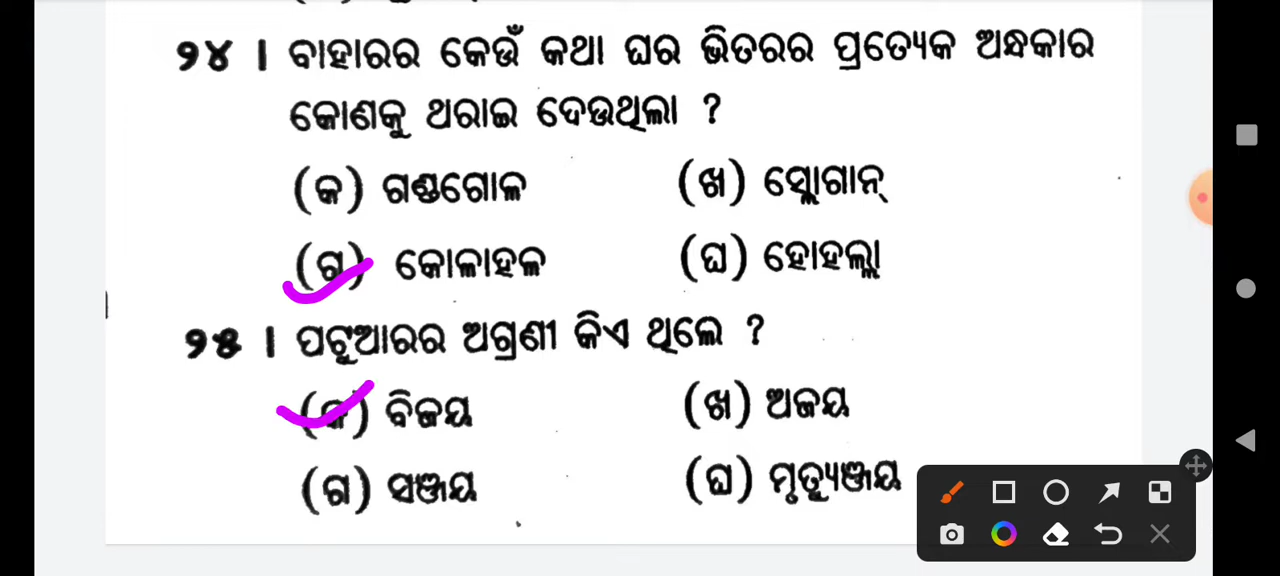 ୨୪ । ବାହାରର କେଉଁ କଥା ଘର ଭିତରର ପ୍ରତ୍ୟେକ ଅନ୍ଧକାର
କୋଣକୁ ଥରାଇ ଦେଉଥିଲା ?
(କ) ଗଣ୍ଡଗୋଳ (ଖ) ସ୍ଲୋଗାନ୍
(ଗ) କୋଳାହଳ (ଘ) ହୋହଲ୍ଲା
୨୫ । ପଟୁଆରର ଅଗ୍ରଣୀ କିଏ ଥିଲେ ?
(କ) ବିଜୟ (ଖ) ଅଜୟ
(ଗ) ସଞ୍ଜୟ (ଘ) ମୃତ୍ୟୁଞ୍ଜୟ